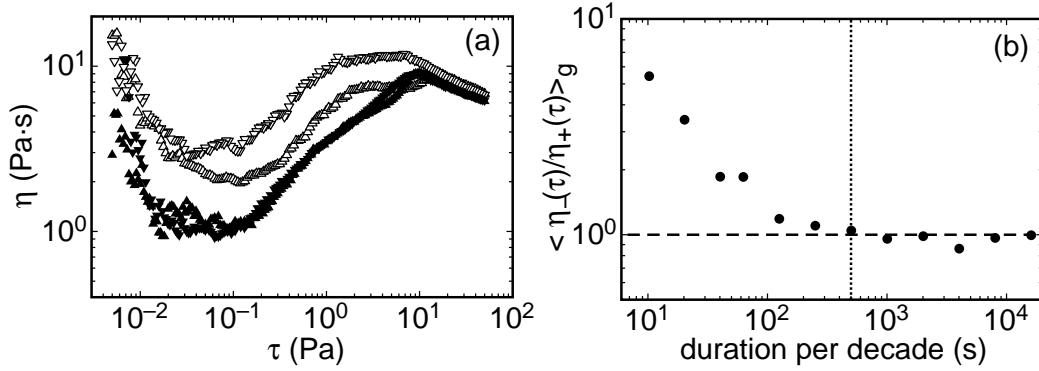 (a)
η (Pa·s)
10¹
10⁰
10⁻² 10⁻¹ 10⁰ 10¹ 10²
τ (Pa)
(b)
< η₋(τ)/η₊(τ) >g
10¹
10⁰
10¹ 10² 10³ 10⁴
duration per decade (s)